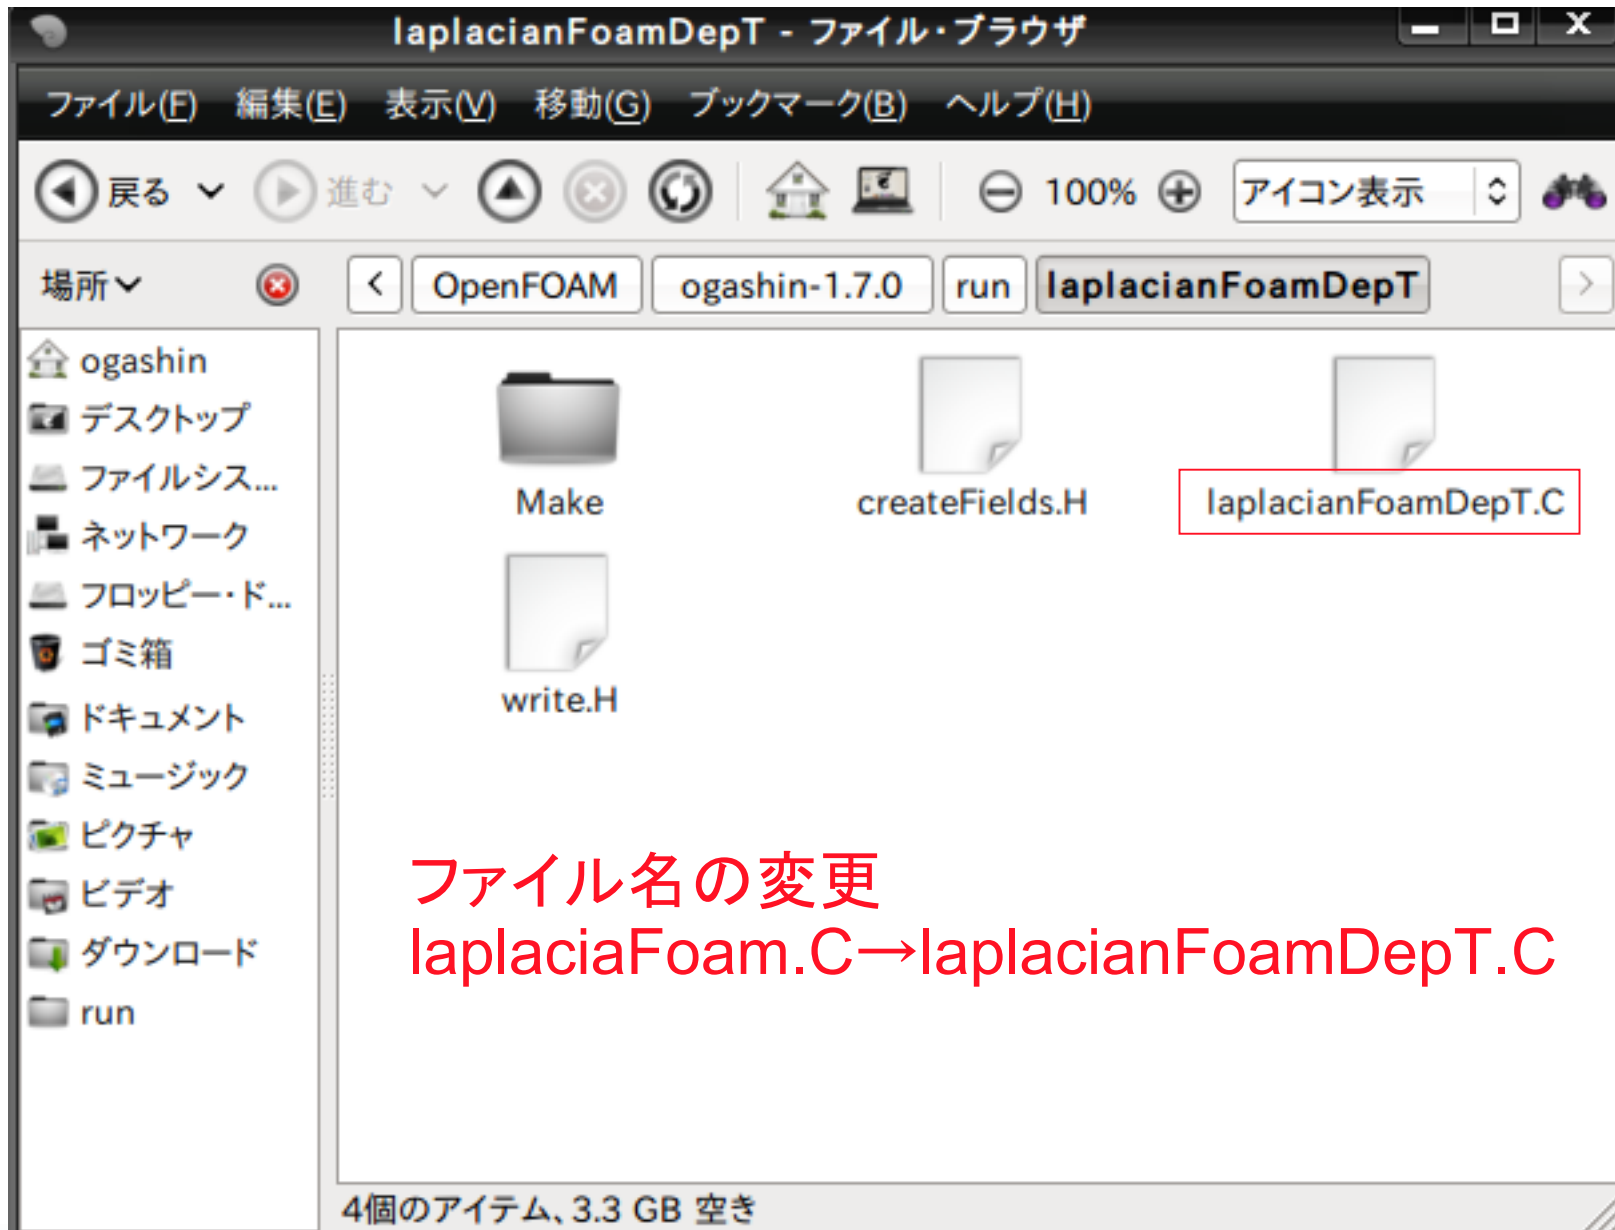 laplacianFoamDepT - ファイル・ブラウザ
ファイル(F) 編集(E) 表示(V) 移動(G) ブックマーク(B) ヘルプ(H)
戻る 進む 100% アイコン表示
場所 < OpenFOAM ogashin-1.7.0 run laplacianFoamDepT >
ogashin
デスクトップ
ファイルシス...
ネットワーク
フロッピー・ド...
ゴミ箱
ドキュメント
ミュージック
ピクチャ
ビデオ
ダウンロード
run
Make createFields.H laplacianFoamDepT.C
write.H
ファイル名の変更
laplaciaFoam.C→laplacianFoamDepT.C
4個のアイテム、3.3 GB 空き